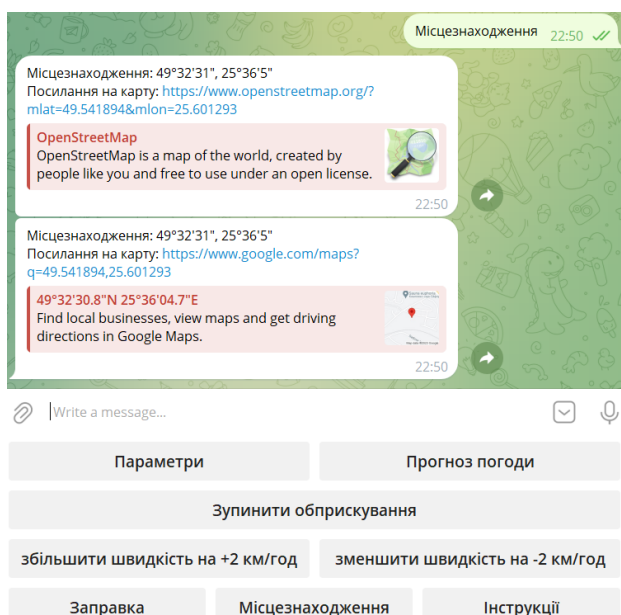 Місцезнаходження 22:50
Місцезнаходження: 49°32'31", 25°36'5"
Посилання на карту: https://www.openstreetmap.org/?
mlat=49.541894&mlon=25.601293
OpenStreetMap
OpenStreetMap is a map of the world, created by
people like you and free to use under an open license.
22:50
Місцезнаходження: 49°32'31", 25°36'5"
Посилання на карту: https://www.google.com/maps?
q=49.541894,25.601293
49°32'30.8"N 25°36'04.7"E
Find local businesses, view maps and get driving
directions in Google Maps.
22:50
Write a message...
Параметри
Прогноз погоди
Зупинити обприскування
збільшити швидкість на +2 км/год
зменшити швидкість на -2 км/год
Заправка
Місцезнаходження
Інструкції